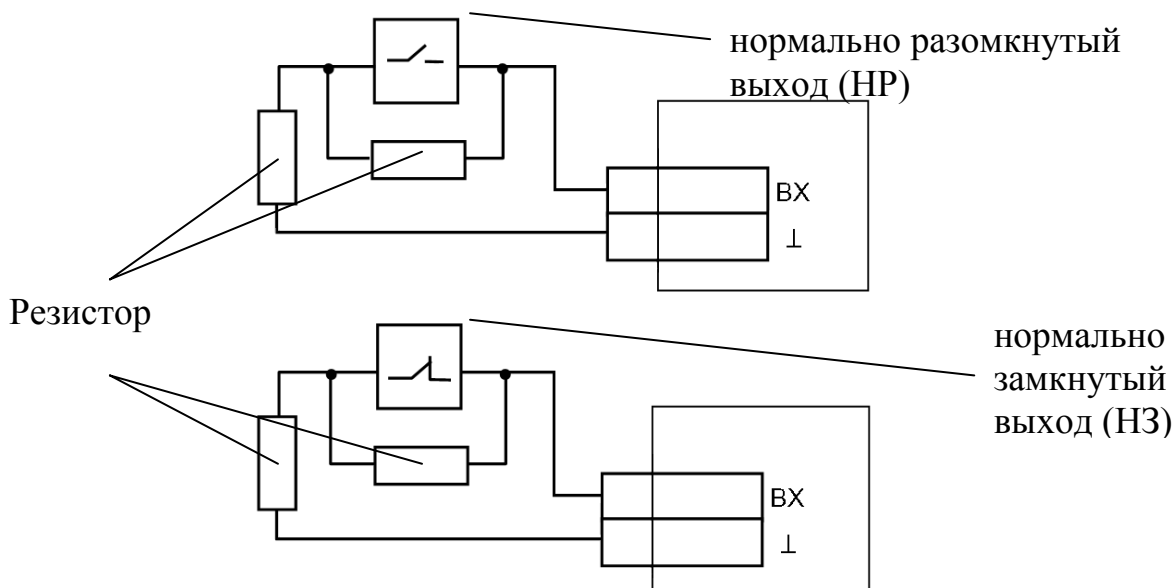 нормально разомкнутый
выход (НР)
ВХ
⊥
Резистор
нормально
замкнутый
выход (НЗ)
ВХ
⊥